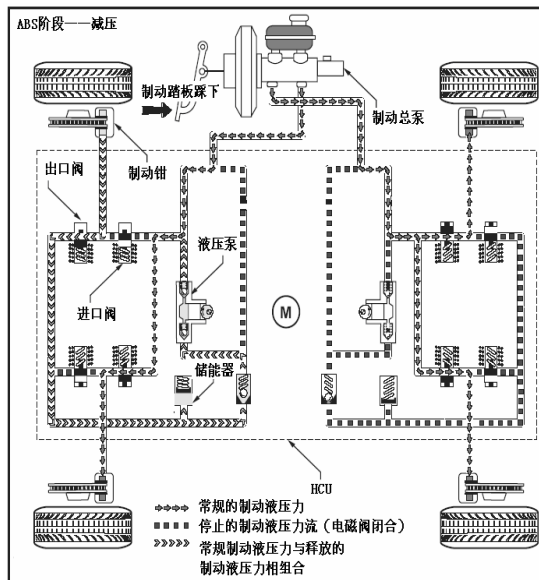 ABS阶段——减压
制动踏板踩下
制动总泵
制动钳
出口阀
液压泵
进口阀
M
储能器
HCU
常规的制动液压力
停止的制动液压力流（电磁阀闭合）
常规制动液压力与释放的
制动液压力相组合